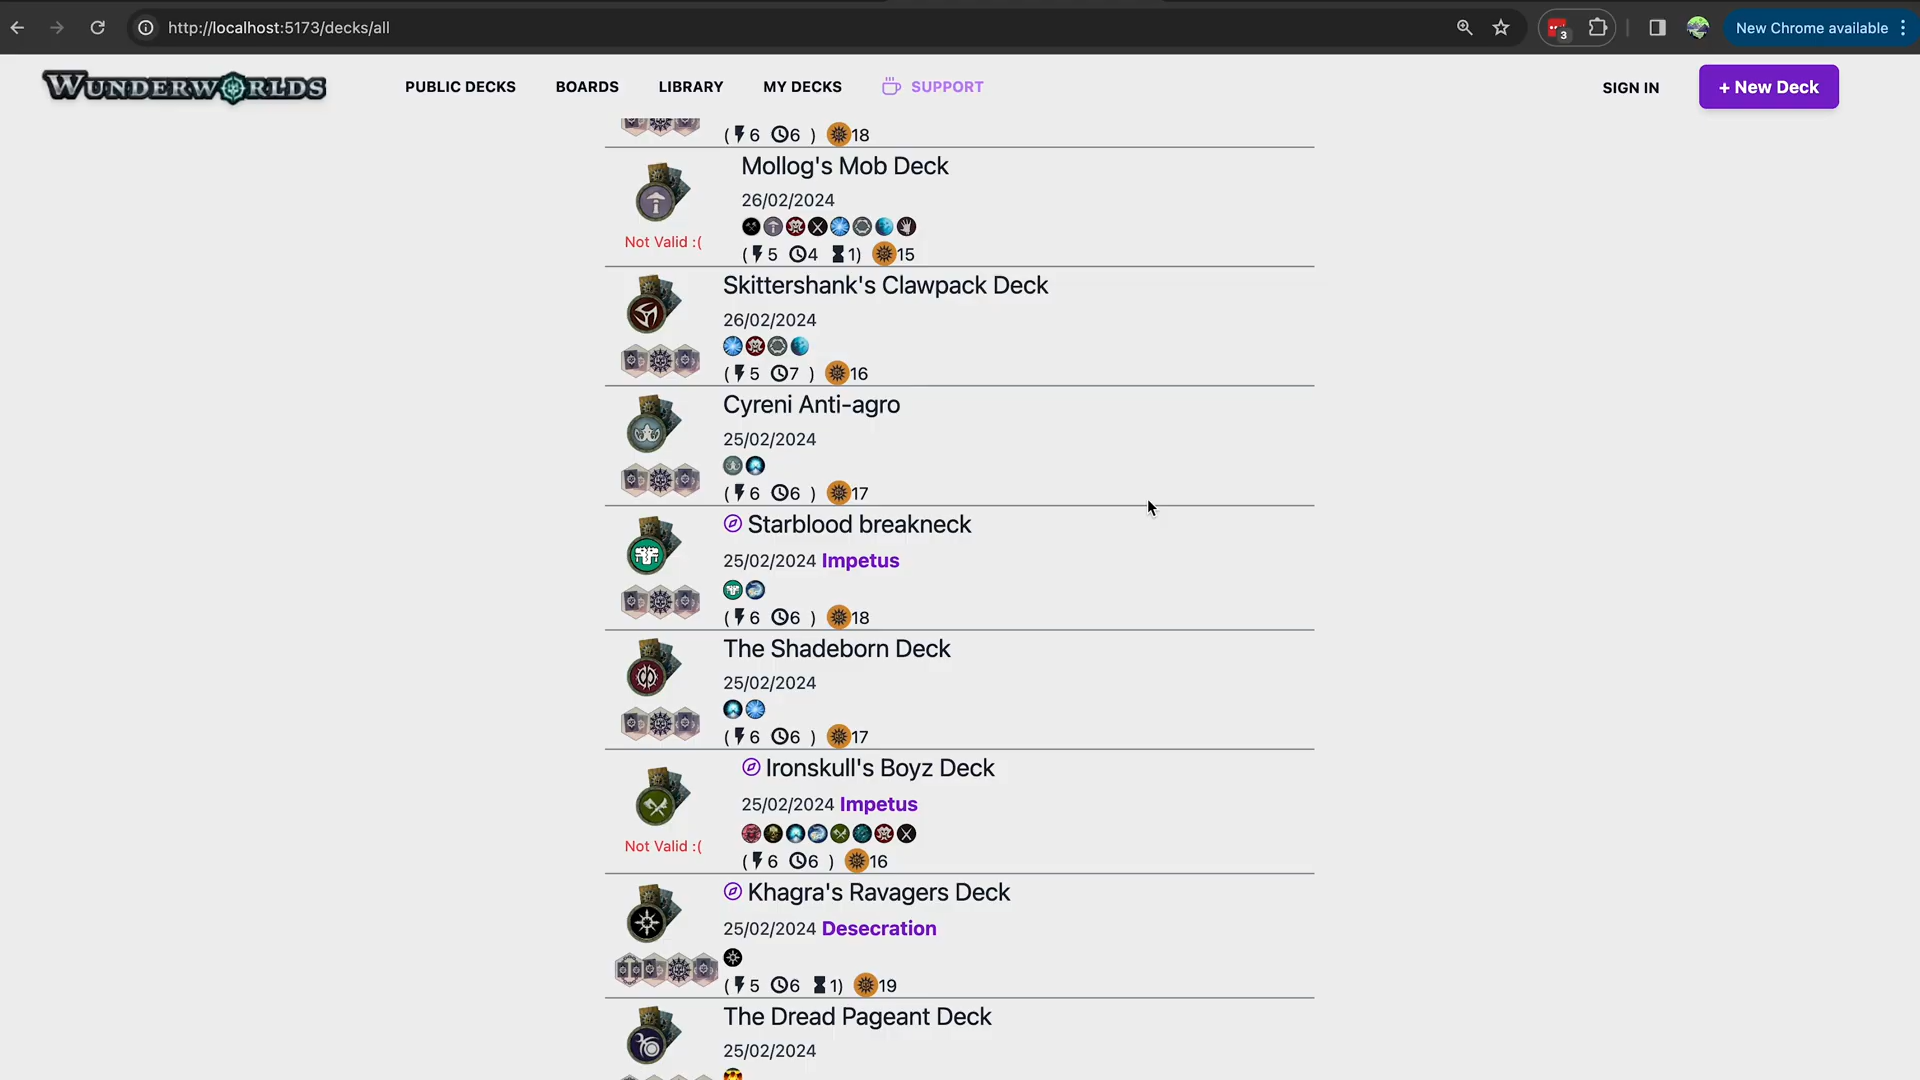 http://localhost:5173/decks/all
3
New Chrome available
WUNDERWORLDS
PUBLIC DECKS
BOARDS
LIBRARY
MY DECKS
SUPPORT
SIGN IN
+ New Deck
( 6 6 ) 18
Mollog's Mob Deck
26/02/2024
Not Valid :(
( 5 4 1) 15
Skittershank's Clawpack Deck
26/02/2024
( 5 7 ) 16
Cyreni Anti-agro
25/02/2024
( 6 6 ) 17
Starblood breakneck
25/02/2024 Impetus
( 6 6 ) 18
The Shadeborn Deck
25/02/2024
( 6 6 ) 17
Ironskull's Boyz Deck
25/02/2024 Impetus
Not Valid :(
( 6 6 ) 16
Khagra's Ravagers Deck
25/02/2024 Desecration
( 5 6 1) 19
The Dread Pageant Deck
25/02/2024